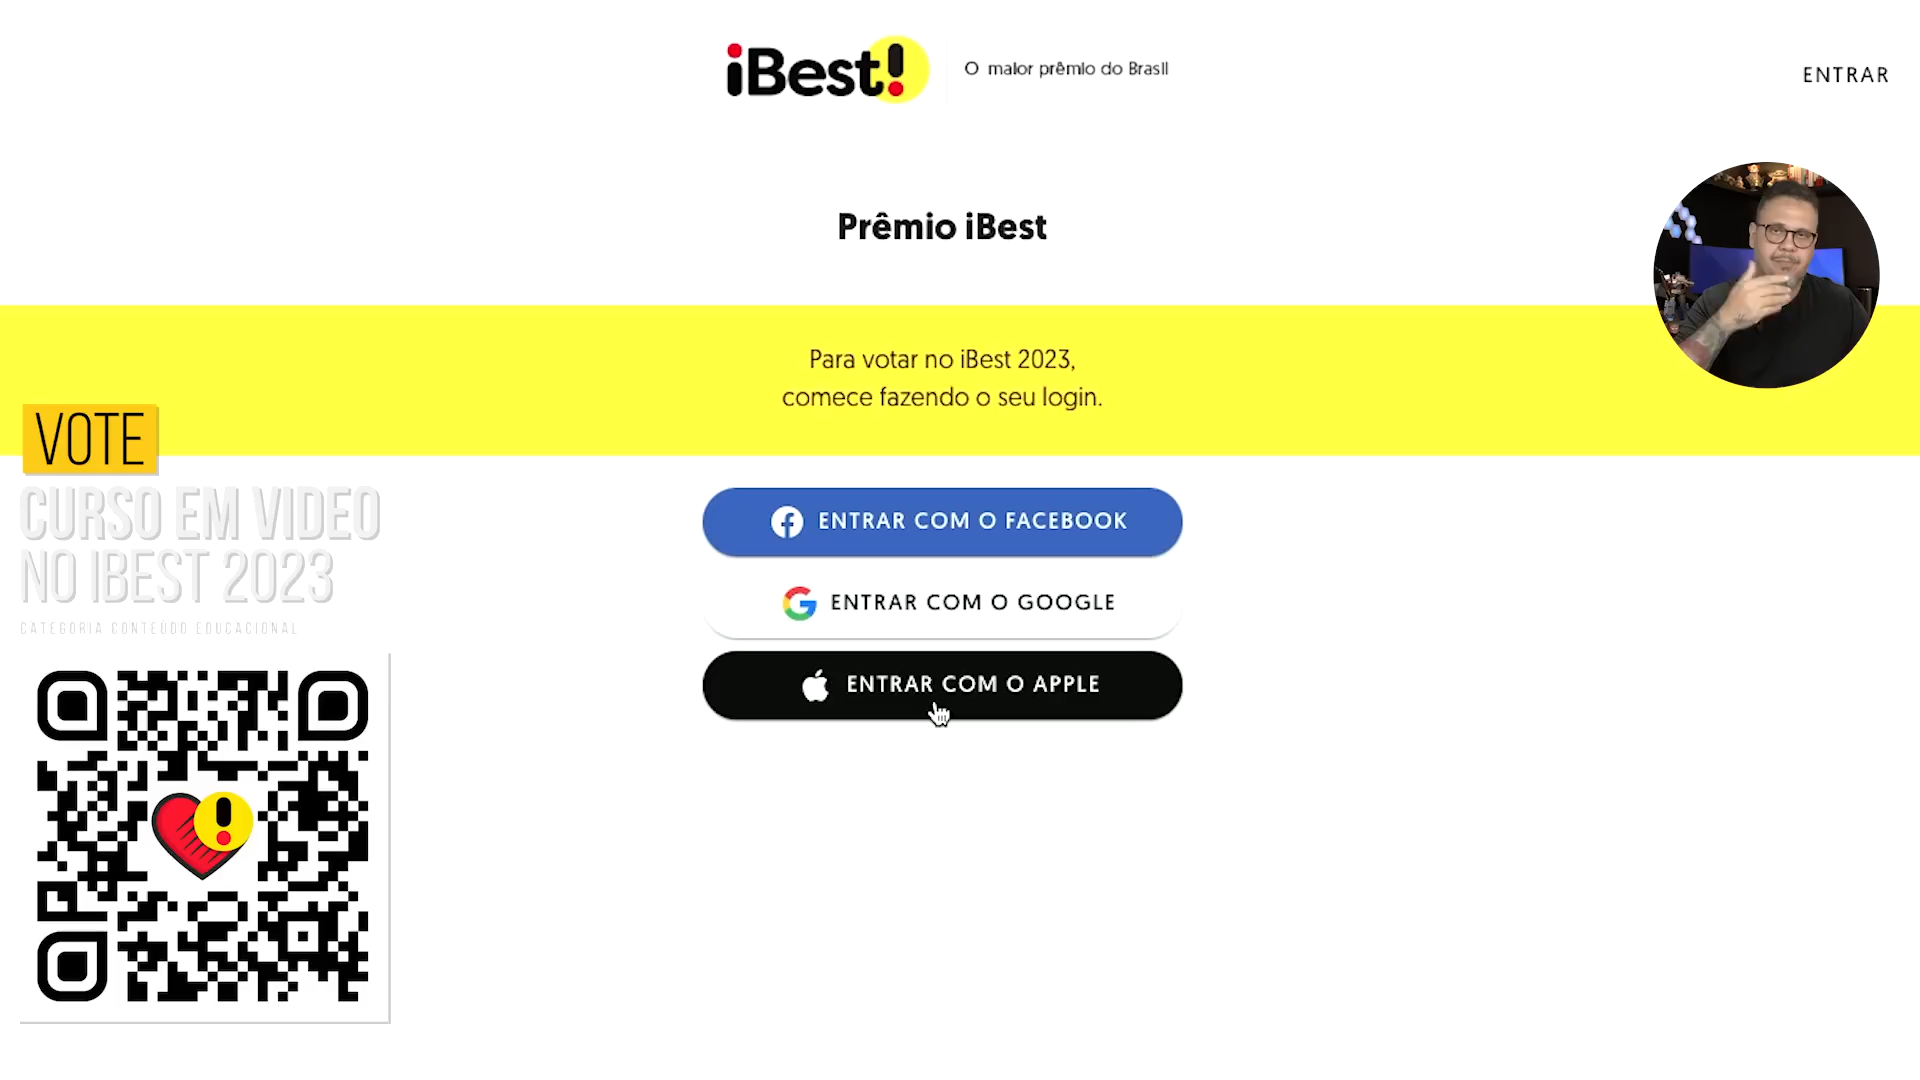 iBest!
O maior prêmio do Brasil
ENTRAR
Prêmio iBest
Para votar no iBest 2023,
comece fazendo o seu login.
VOTE
CURSO EM VIDEO
NO IBEST 2023
CATEGORIA CONTEÚDO EDUCACIONAL
ENTRAR COM O FACEBOOK
ENTRAR COM O GOOGLE
ENTRAR COM O APPLE